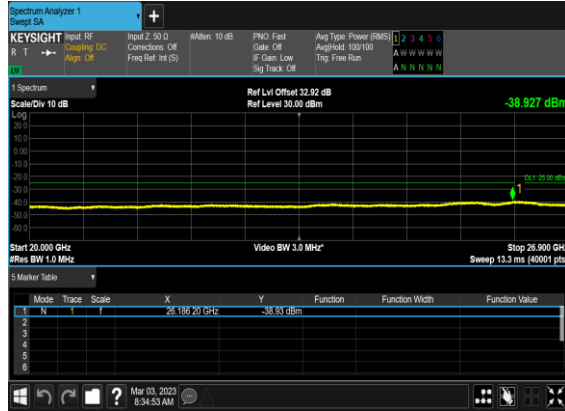 Spectrum Analyzer 1
Swept SA
+
KEYSIGHT Input: RF Input Z: 50 Ω #Atten: 10 dB PNO: Fast Avg Type: Power (RMS) 1 2 3 4 5 6
R T Coupling: DC Corrections: Off Gate: Off Avg|Hold: 100/100 A W W W W W
Align: Off Freq Ref: Int (S) IF Gain: Low Trig: Free Run
Sig Track: Off A N N N N N
1 Spectrum Ref Lvl Offset 32.92 dB
Scale/Div 10 dB Ref Level 30.00 dBm -38.927 dBm
Log
20.0
10.0
0.00
-10.0
-20.0
-30.0
-40.0
-50.0
-60.0
1
Start 20.000 GHz Video BW 3.0 MHz* Stop 26.900 GHz
#Res BW 1.0 MHz Sweep 13.3 ms (40001 pts)
5 Marker Table
Mode Trace Scale X Y Function Function Width Function Value
1 N 1 f 26.186 20 GHz -38.93 dBm
2
3
4
5
6
? Mar 03, 2023
8:34:53 AM